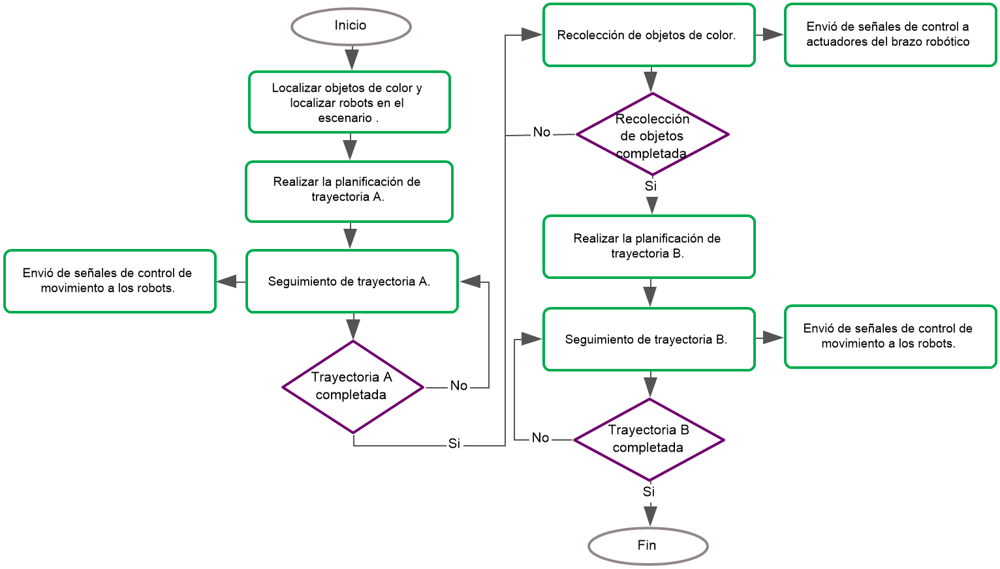 Inicio
Localizar objetos de color y
localizar robots en el
escenario .
Realizar la planificación de
trayectoria A.
Seguimiento de trayectoria A.
Envió de señales de control de
movimiento a los robots.
Trayectoria A
completada
No
Si
Recolección de objetos de color.
Envió de señales de control a
actuadores del brazo robótico
Recolección
de objetos
completada
No
Si
Realizar la planificación de
trayectoria B.
Seguimiento de trayectoria B.
Envió de señales de control de
movimiento a los robots.
Trayectoria B
completada
No
Si
Fin